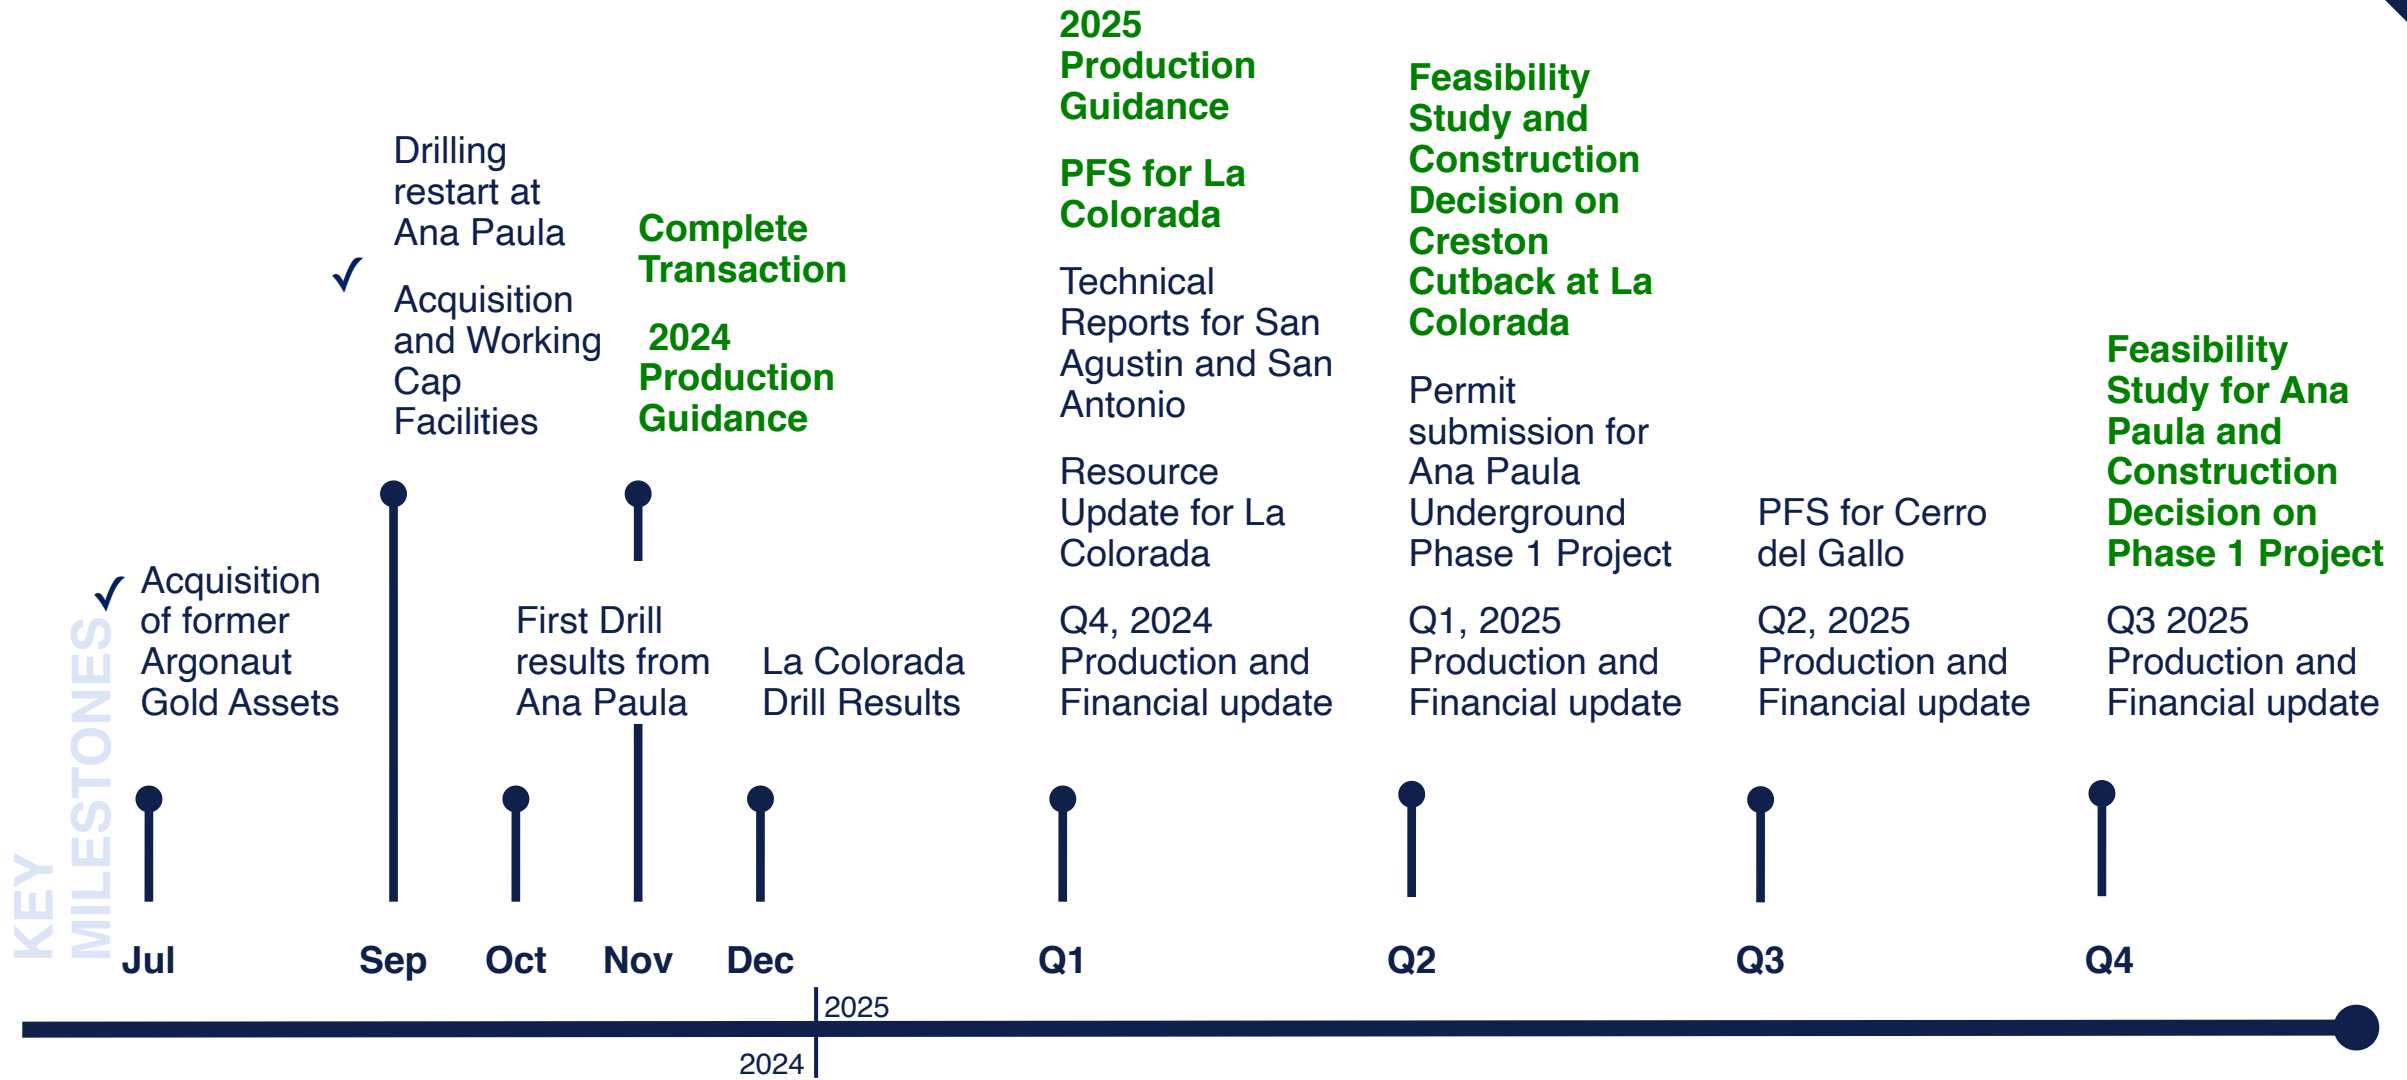 KEY
MILESTONES
✓
Acquisition
of former
Argonaut
Gold Assets
✓
Drilling
restart at
Ana Paula
Acquisition
and Working
Cap
Facilities
First Drill
results from
Ana Paula
Complete
Transaction
2024
Production
Guidance
La Colorada
Drill Results
2025
Production
Guidance
PFS for La
Colorada
Technical
Reports for San
Agustin and San
Antonio
Resource
Update for La
Colorada
Q4, 2024
Production and
Financial update
Feasibility
Study and
Construction
Decision on
Creston
Cutback at La
Colorada
Permit
submission for
Ana Paula
Underground
Phase 1 Project
Q1, 2025
Production and
Financial update
PFS for Cerro
del Gallo
Q2, 2025
Production and
Financial update
Feasibility
Study for Ana
Paula and
Construction
Decision on
Phase 1 Project
Q3 2025
Production and
Financial update
Jul
Sep
Oct
Nov
Dec
Q1
Q2
Q3
Q4
2025
2024